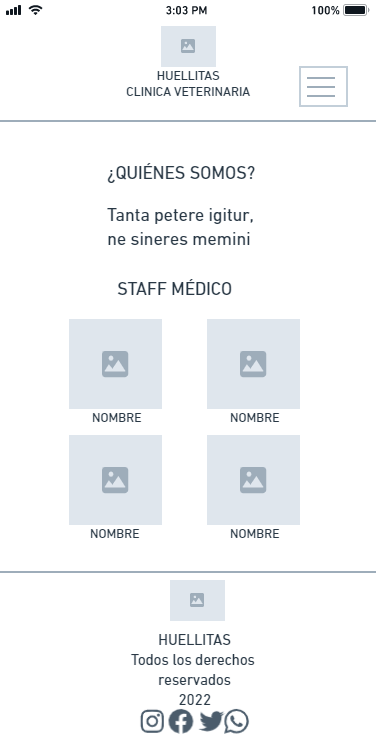 3:03 PM
100%
HUELLITAS
CLINICA VETERINARIA
¿QUIÉNES SOMOS?
Tanta petere igitur,
ne sineres memini
STAFF MÉDICO
NOMBRE NOMBRE
NOMBRE NOMBRE
HUELLITAS
Todos los derechos
reservados
2022